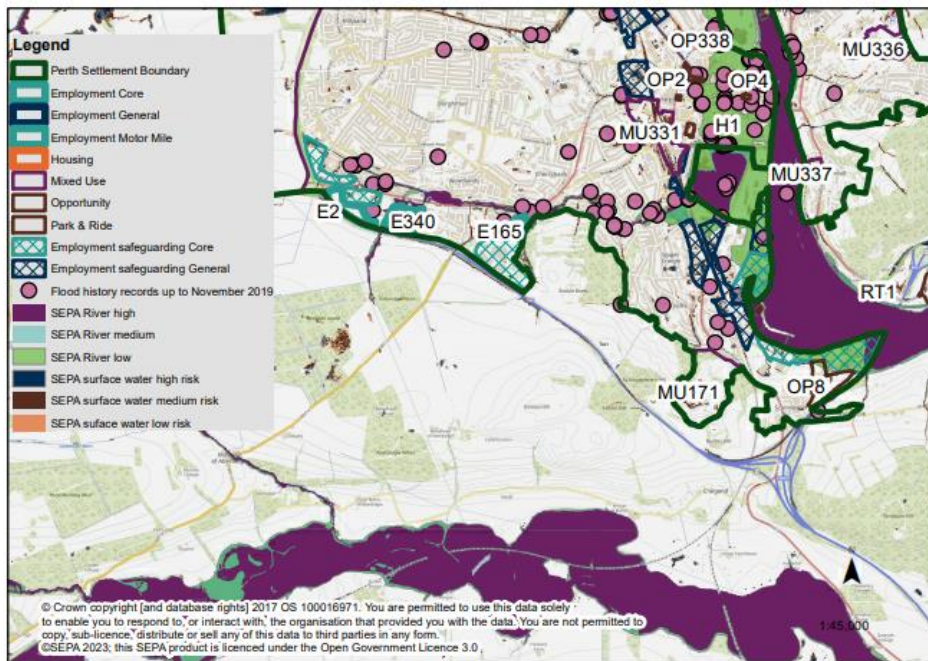 Legend
Perth Settlement Boundary
Employment Core
Employment General
Employment Motor Mile
Housing
Mixed Use
Opportunity
Park & Ride
Employment safeguarding Core
Employment safeguarding General
Flood history records up to November 2019
SEPA River high
SEPA River medium
SEPA River low
SEPA surface water high risk
SEPA surface water medium risk
SEPA suface water low risk
OP338
MU336
OP2
OP4
H1
MU331
MU337
E2
E340
E165
RT1
MU171
OP8
© Crown copyright [and database rights] 2017 OS 100016971. You are permitted to use this data solely
to enable you to respond to, or interact with, the organisation that provided you with the data. You are not permitted to
copy, sub-licence, distribute or sell any of this data to third parties in any form.
©SEPA 2023; this SEPA product is licenced under the Open Government Licence 3.0
1:45,000